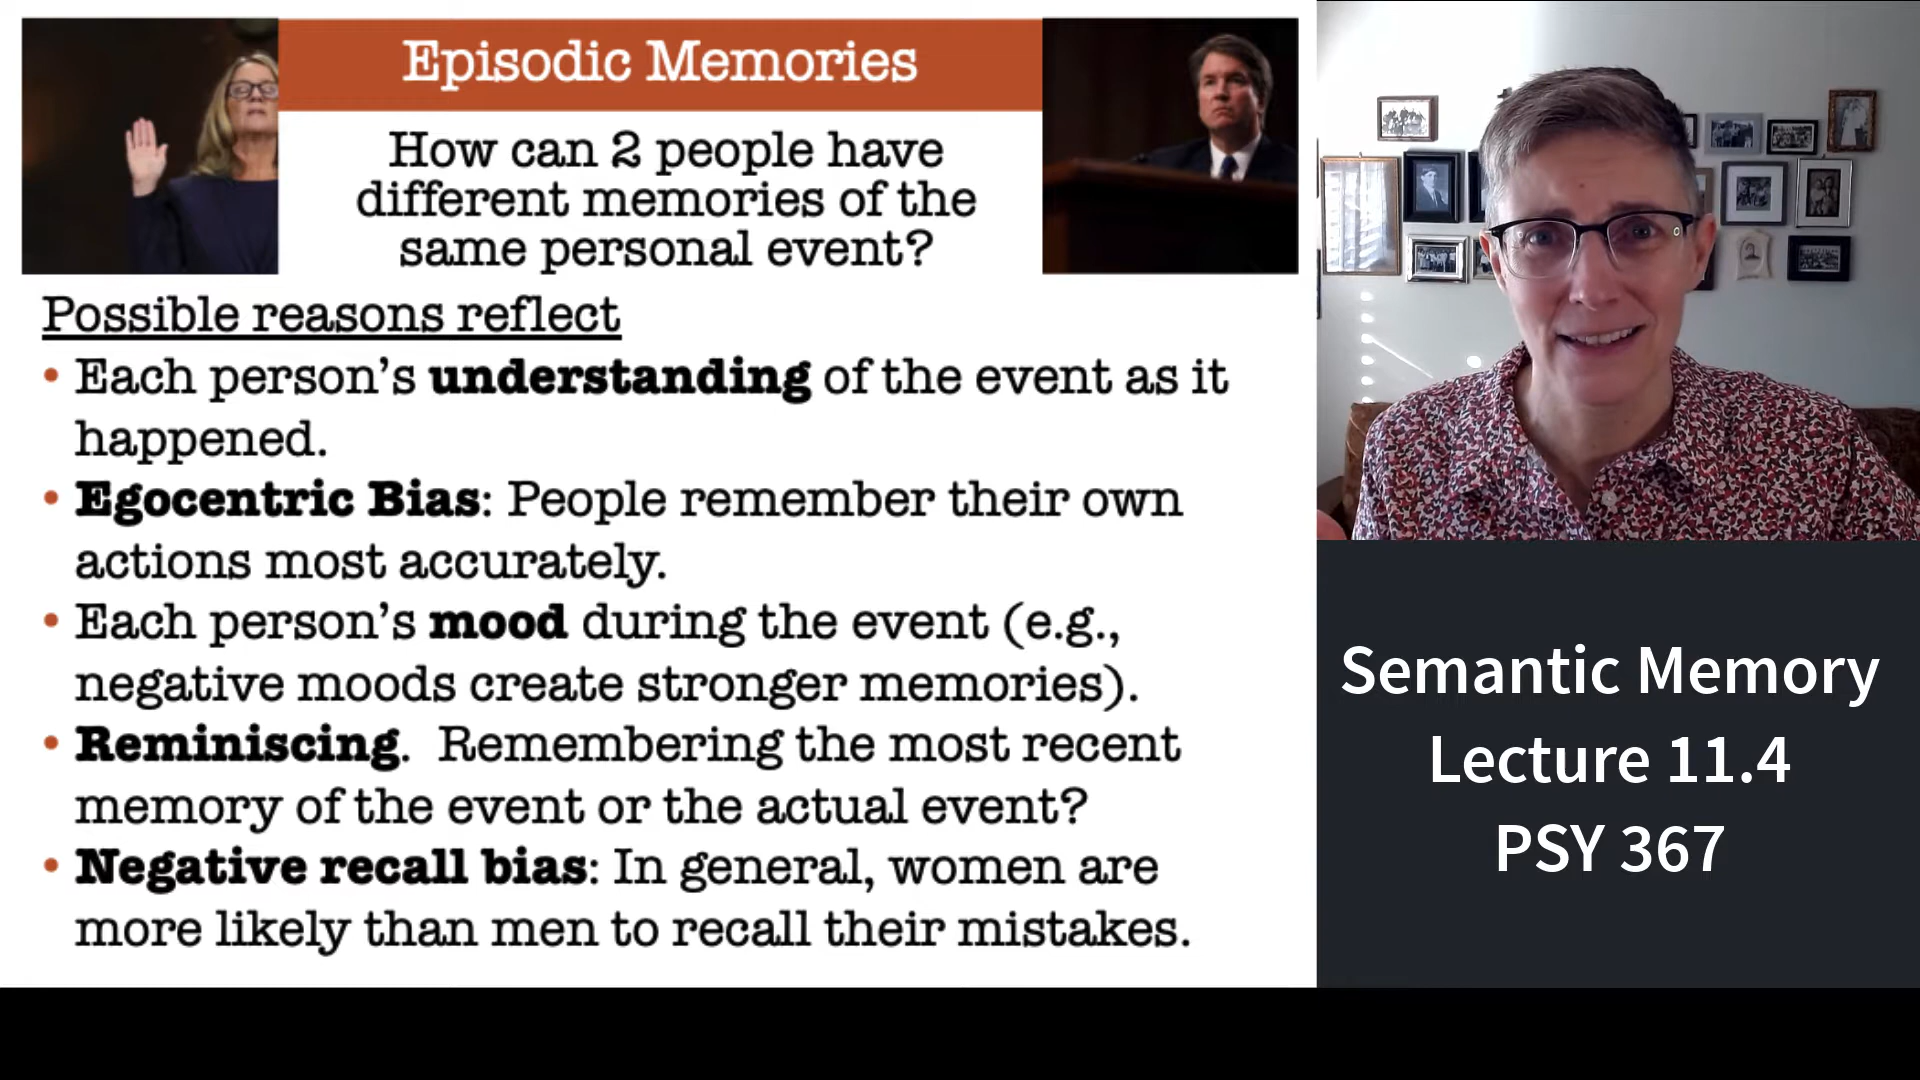 Episodic Memories
How can 2 people have
different memories of the
same personal event?
Possible reasons reflect
• Each person’s understanding of the event as it
happened.
• Egocentric Bias: People remember their own
actions most accurately.
• Each person’s mood during the event (e.g.,
negative moods create stronger memories).
• Reminiscing.  Remembering the most recent
memory of the event or the actual event?
• Negative recall bias: In general, women are
more likely than men to recall their mistakes.
Semantic Memory
Lecture 11.4
PSY 367